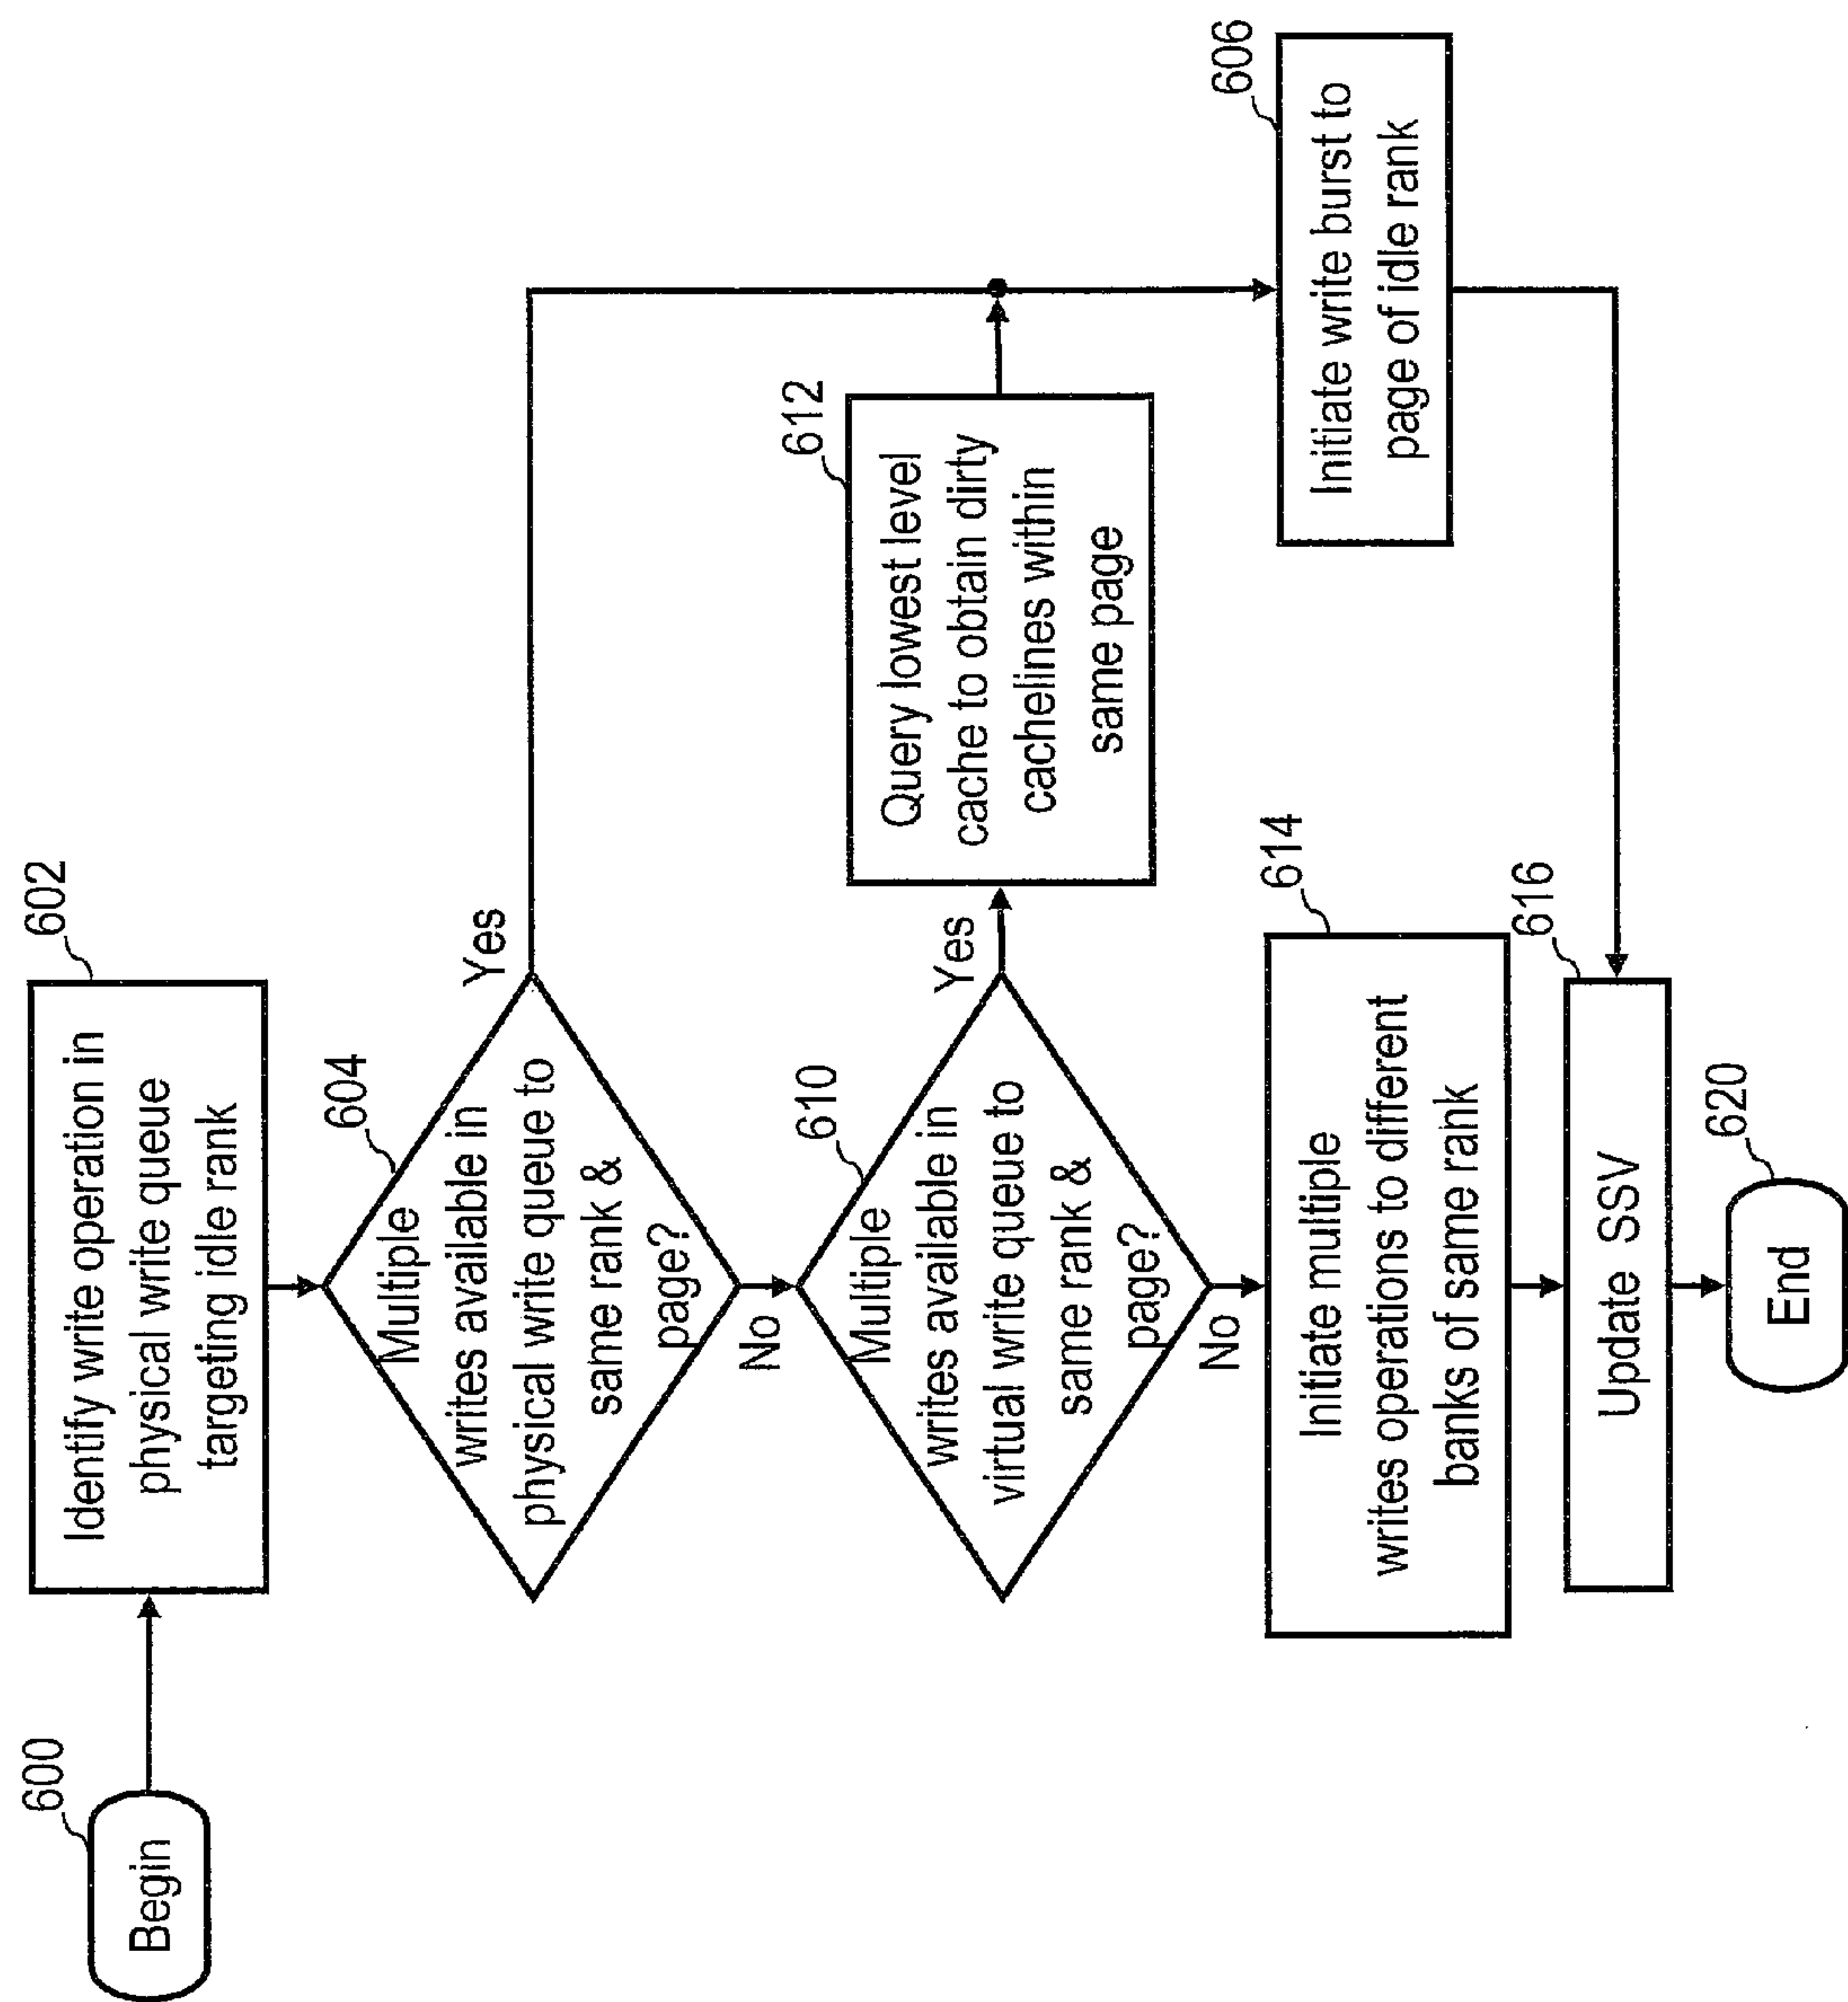 600
Begin
602
Identify write operation in
physical write queue
targeting idle rank
604
Multiple
writes available in
physical write queue to
same rank &
page?
Yes
No
610
Multiple
writes available in
virtual write queue to
same rank &
page?
Yes
No
612
Query lowest level
cache to obtain dirty
cachelines within
same page
606
Initiate write burst to
page of idle rank
614
Initiate multiple
writes operations to different
banks of same rank
616
Update SSV
620
End